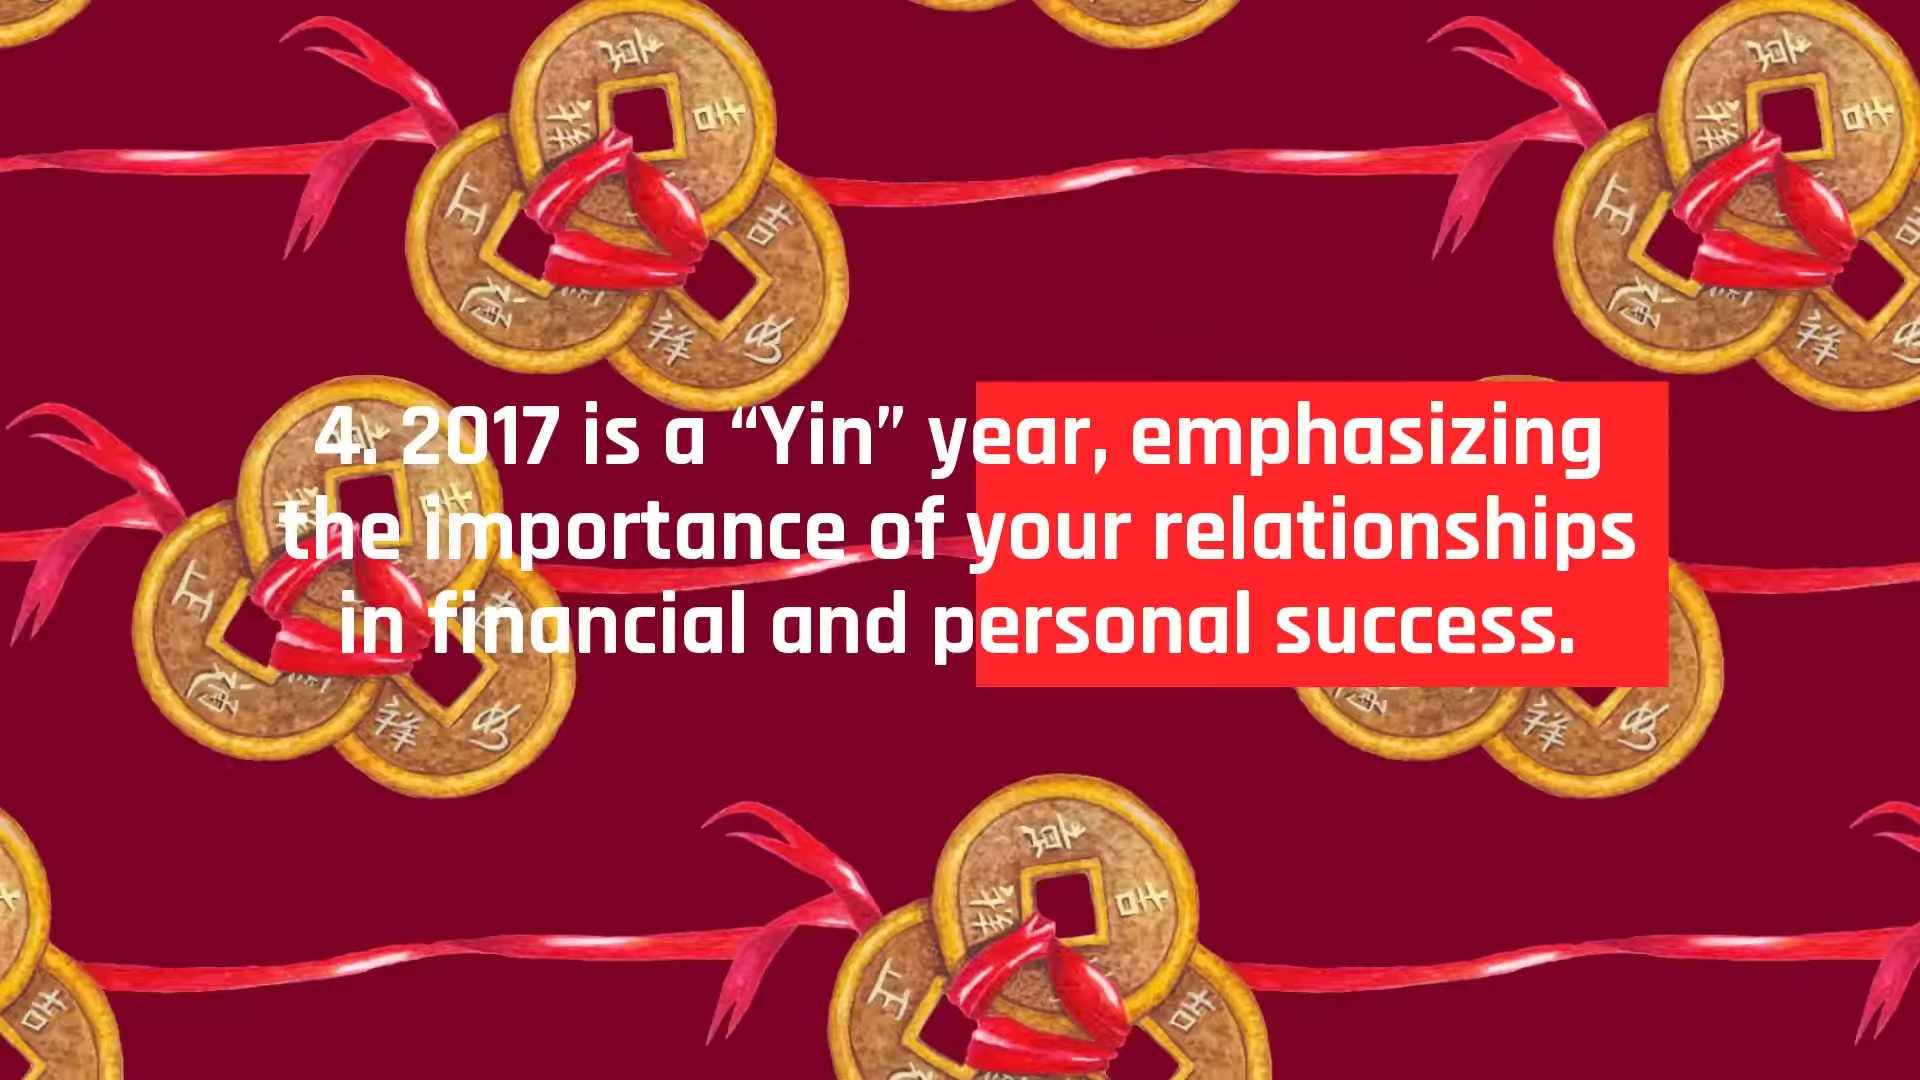 4. 2017 is a “Yin” year, emphasizing
the importance of your relationships
in financial and personal success.